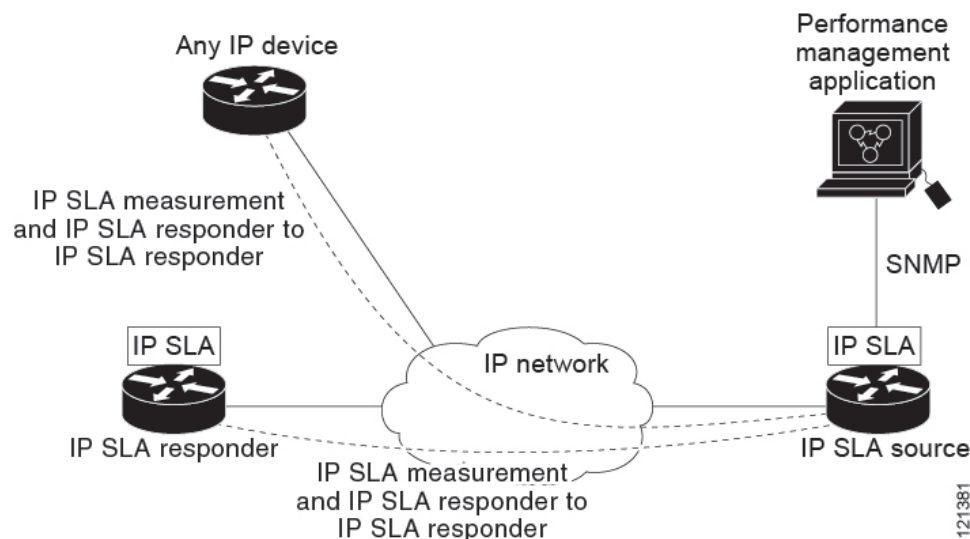 Any IP device
Performance
management
application
IP SLA measurement
and IP SLA responder to
IP SLA responder
SNMP
IP SLA
IP network
IP SLA
IP SLA responder
IP SLA source
IP SLA measurement
and IP SLA responder to
IP SLA responder
121381